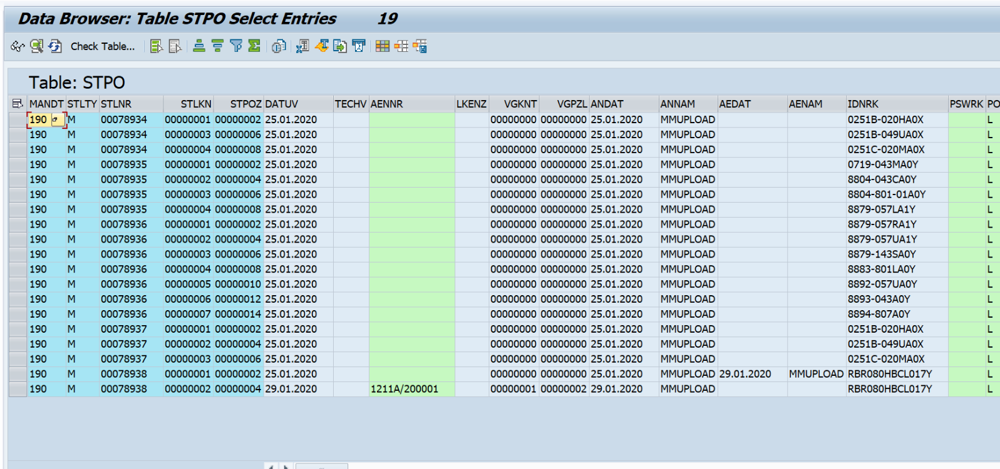 Data Browser: Table STPO Select Entries 19
Check Table...
Table: STPO
MANDT STLTY STLNR STLKN STPOZ DATUV TECHV AENNR LKENZ VGKNT VGPZL ANDAT ANNAM AEDAT AENAM IDNRK PSWRK PO
190 M 00078934 00000001 00000002 25.01.2020 00000000 00000000 25.01.2020 MMUPLOAD 0251B-020HA0X L
190 M 00078934 00000003 00000006 25.01.2020 00000000 00000000 25.01.2020 MMUPLOAD 0251B-049UA0X L
190 M 00078934 00000004 00000008 25.01.2020 00000000 00000000 25.01.2020 MMUPLOAD 0251C-020MA0X L
190 M 00078935 00000001 00000002 25.01.2020 00000000 00000000 25.01.2020 MMUPLOAD 0719-043MA0Y L
190 M 00078935 00000002 00000004 25.01.2020 00000000 00000000 25.01.2020 MMUPLOAD 8804-043CA0Y L
190 M 00078935 00000003 00000006 25.01.2020 00000000 00000000 25.01.2020 MMUPLOAD 8804-801-01A0Y L
190 M 00078935 00000004 00000008 25.01.2020 00000000 00000000 25.01.2020 MMUPLOAD 8879-057LA1Y L
190 M 00078936 00000001 00000002 25.01.2020 00000000 00000000 25.01.2020 MMUPLOAD 8879-057RA1Y L
190 M 00078936 00000002 00000004 25.01.2020 00000000 00000000 25.01.2020 MMUPLOAD 8879-057UA1Y L
190 M 00078936 00000003 00000006 25.01.2020 00000000 00000000 25.01.2020 MMUPLOAD 8879-143SA0Y L
190 M 00078936 00000004 00000008 25.01.2020 00000000 00000000 25.01.2020 MMUPLOAD 8883-801LA0Y L
190 M 00078936 00000005 00000010 25.01.2020 00000000 00000000 25.01.2020 MMUPLOAD 8892-057UA0Y L
190 M 00078936 00000006 00000012 25.01.2020 00000000 00000000 25.01.2020 MMUPLOAD 8893-043A0Y L
190 M 00078936 00000007 00000014 25.01.2020 00000000 00000000 25.01.2020 MMUPLOAD 8894-807A0Y L
190 M 00078937 00000001 00000002 25.01.2020 00000000 00000000 25.01.2020 MMUPLOAD 0251B-020HA0X L
190 M 00078937 00000002 00000004 25.01.2020 00000000 00000000 25.01.2020 MMUPLOAD 0251B-049UA0X L
190 M 00078937 00000003 00000006 25.01.2020 00000000 00000000 25.01.2020 MMUPLOAD 0251C-020MA0X L
190 M 00078938 00000001 00000002 25.01.2020 00000000 00000000 25.01.2020 MMUPLOAD 29.01.2020 MMUPLOAD RBR080HBCL017Y L
190 M 00078938 00000002 00000004 29.01.2020 1211A/200001 00000001 00000002 29.01.2020 MMUPLOAD RBR080HBCL017Y L